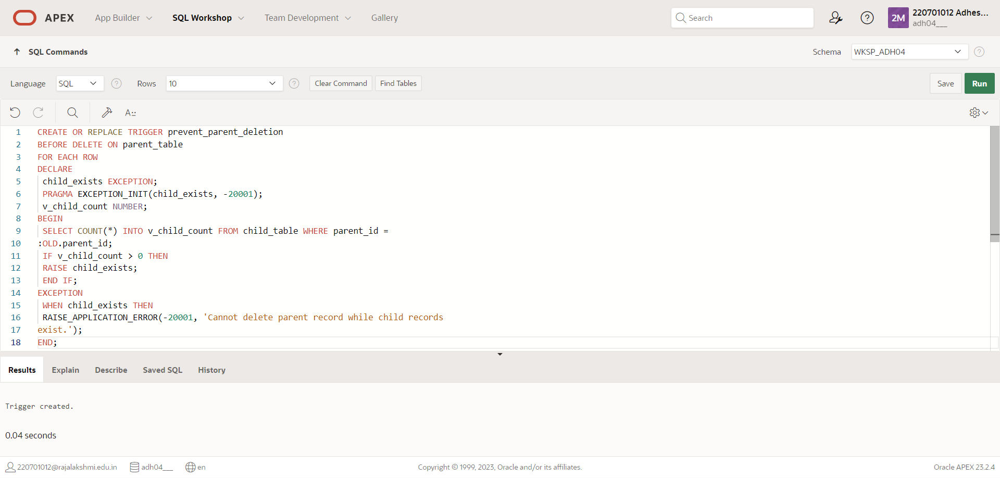 APEX App Builder SQL Workshop Team Development Gallery Search ? 2M 220701012 Adhes...
adh04___
SQL Commands Schema WKSP_ADH04 ?
Language SQL ? Rows 10 ? Clear Command Find Tables Save Run
A::
1 CREATE OR REPLACE TRIGGER prevent_parent_deletion
2 BEFORE DELETE ON parent_table
3 FOR EACH ROW
4 DECLARE
5 child_exists EXCEPTION;
6 PRAGMA EXCEPTION_INIT(child_exists, -20001);
7 v_child_count NUMBER;
8 BEGIN
9 SELECT COUNT(*) INTO v_child_count FROM child_table WHERE parent_id =
10 :OLD.parent_id;
11 IF v_child_count > 0 THEN
12 RAISE child_exists;
13 END IF;
14 EXCEPTION
15 WHEN child_exists THEN
16 RAISE_APPLICATION_ERROR(-20001, 'Cannot delete parent record while child records
17 exist.');
18 END;
Results Explain Describe Saved SQL History
Trigger created.
0.04 seconds
220701012@rajalakshmi.edu.in adh04___ en Copyright © 1999, 2023, Oracle and/or its affiliates. Oracle APEX 23.2.4